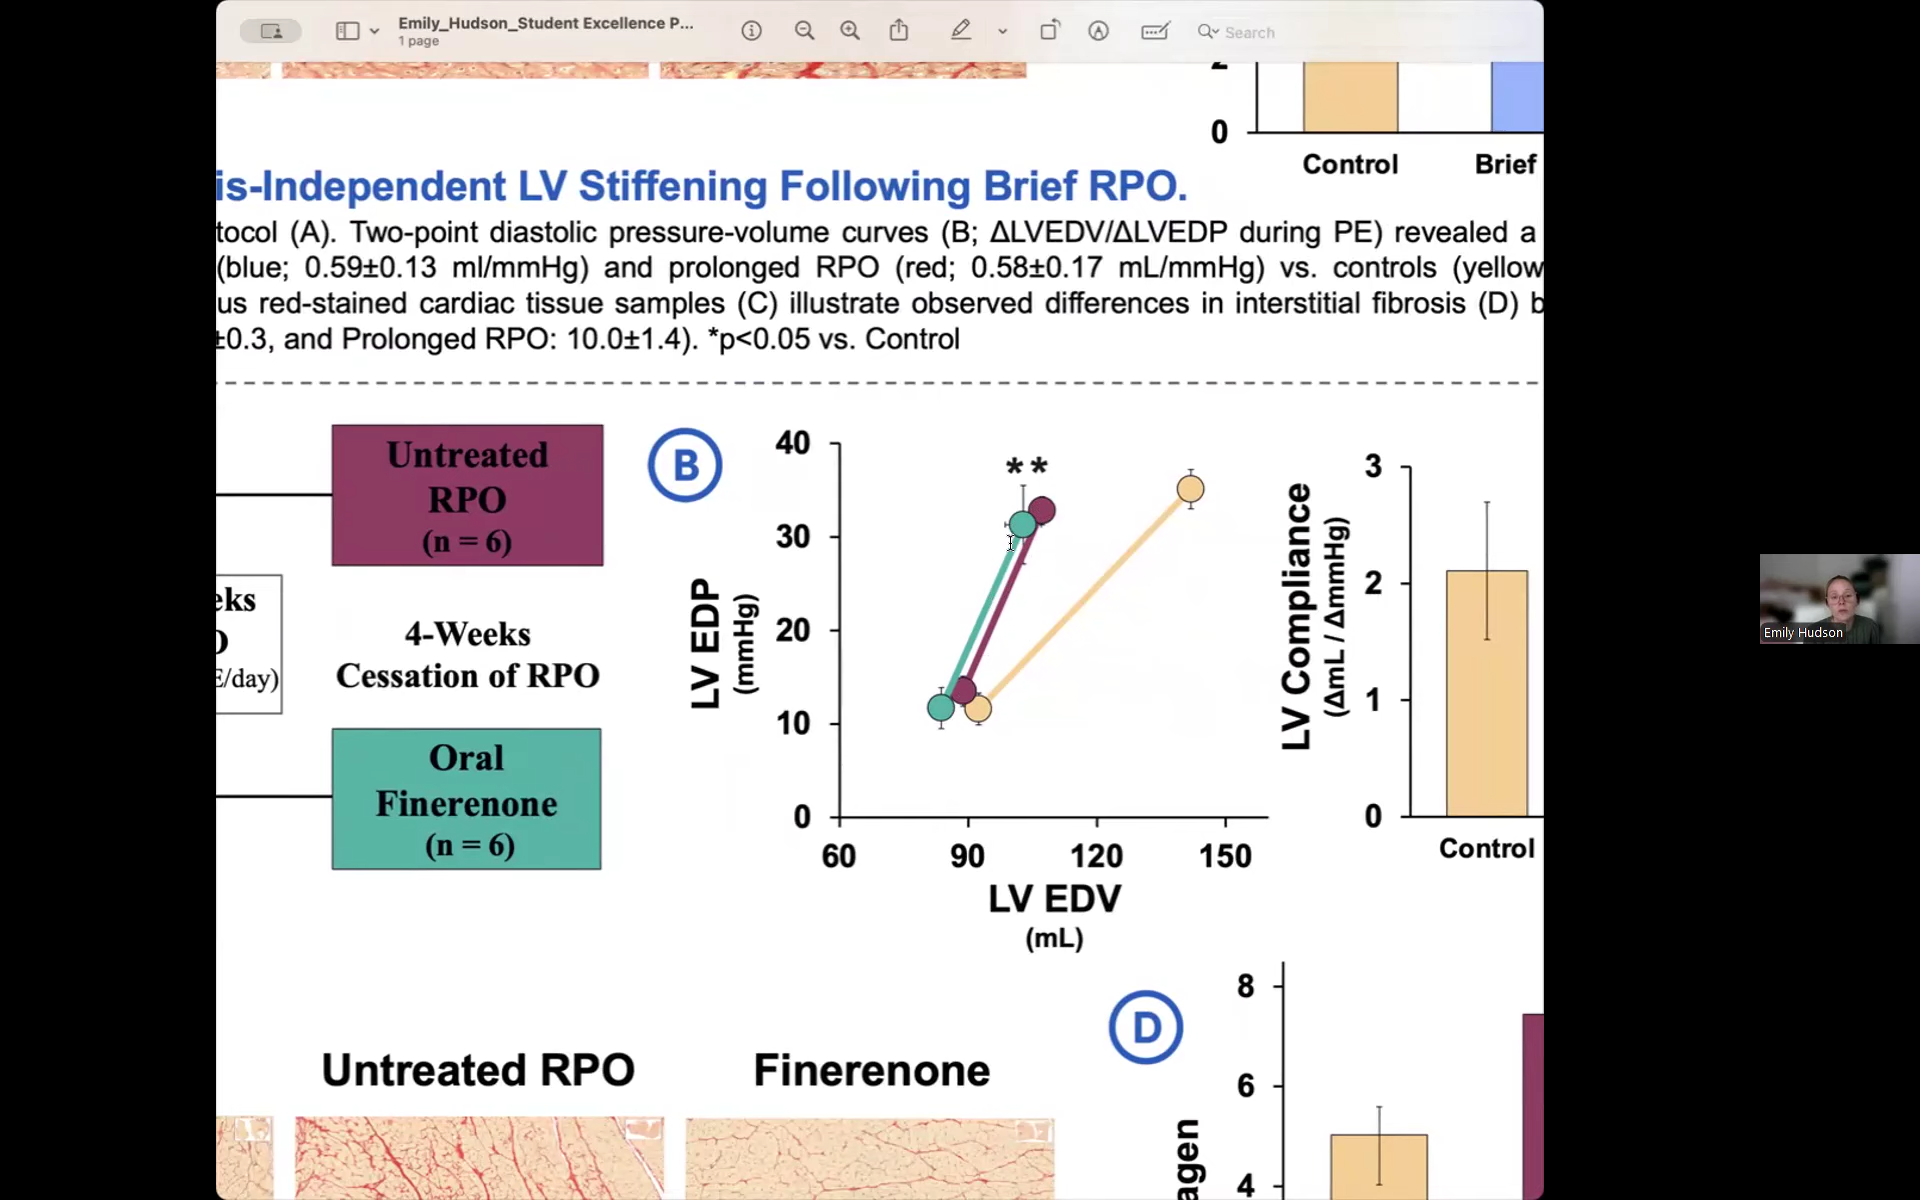 Emily_Hudson_Student Excellence P...
1 page
Search
2
0
Control
Brief
is-Independent LV Stiffening Following Brief RPO.
tocol (A). Two-point diastolic pressure-volume curves (B; ΔLVEDV/ΔLVEDP during PE) revealed a
(blue; 0.59±0.13 ml/mmHg) and prolonged RPO (red; 0.58±0.17 mL/mmHg) vs. controls (yellow
us red-stained cardiac tissue samples (C) illustrate observed differences in interstitial fibrosis (D) b
±0.3, and Prolonged RPO: 10.0±1.4). *p<0.05 vs. Control
Untreated
RPO
(n = 6)
eks
E/day)
4-Weeks
Cessation of RPO
Oral
Finerenone
(n = 6)
B
40
30
20
10
0
LV EDP
(mmHg)
**
60
90
120
150
LV EDV
(mL)
LV Compliance
(ΔmL / ΔmmHg)
3
2
1
0
Control
Emily Hudson
D
8
6
4
agen
Untreated RPO
Finerenone